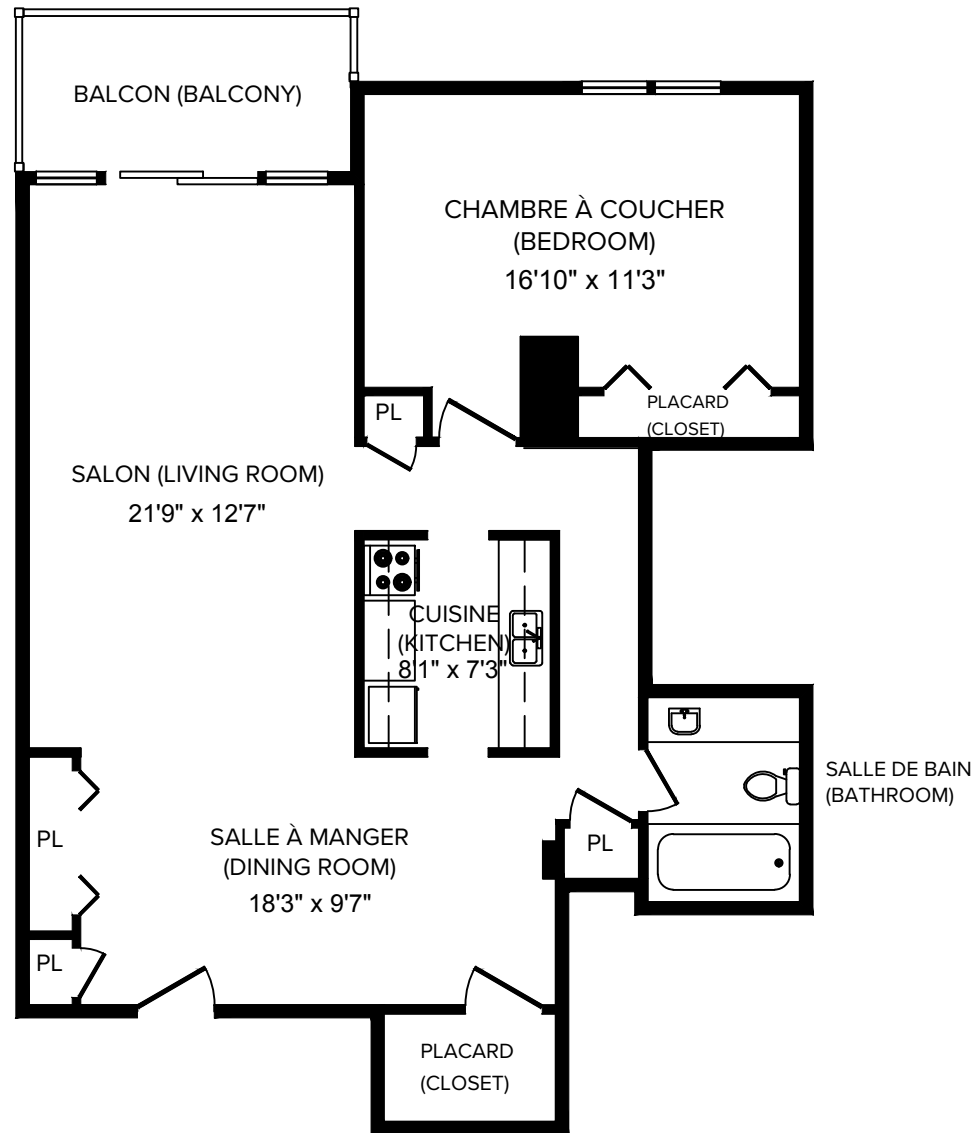 BALCON (BALCONY)
CHAMBRE À COUCHER
(BEDROOM)
16'10" x 11'3"
PL
PLACARD
(CLOSET)
SALON (LIVING ROOM)
21'9" x 12'7"
CUISINE
(KITCHEN)
8'1" x 7'3"
SALLE DE BAIN
(BATHROOM)
PL
SALLE À MANGER
(DINING ROOM)
18'3" x 9'7"
PL
PL
PLACARD
(CLOSET)